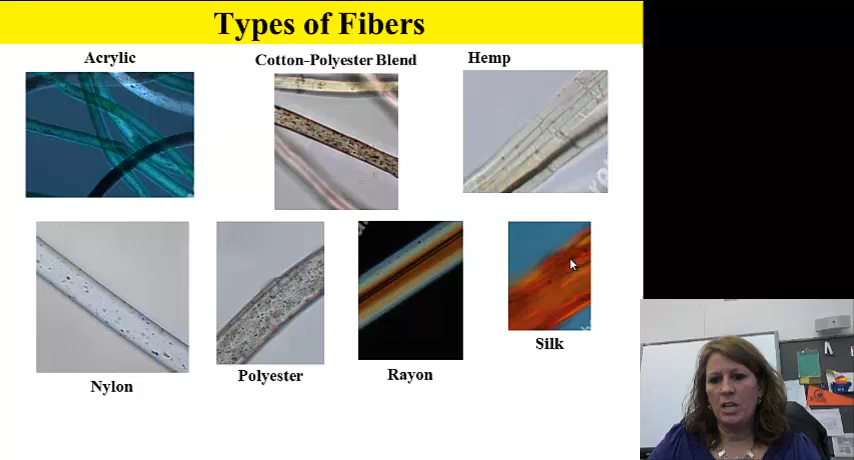 Types of Fibers
Acrylic
Cotton-Polyester Blend
Hemp
Nylon
Polyester
Rayon
Silk